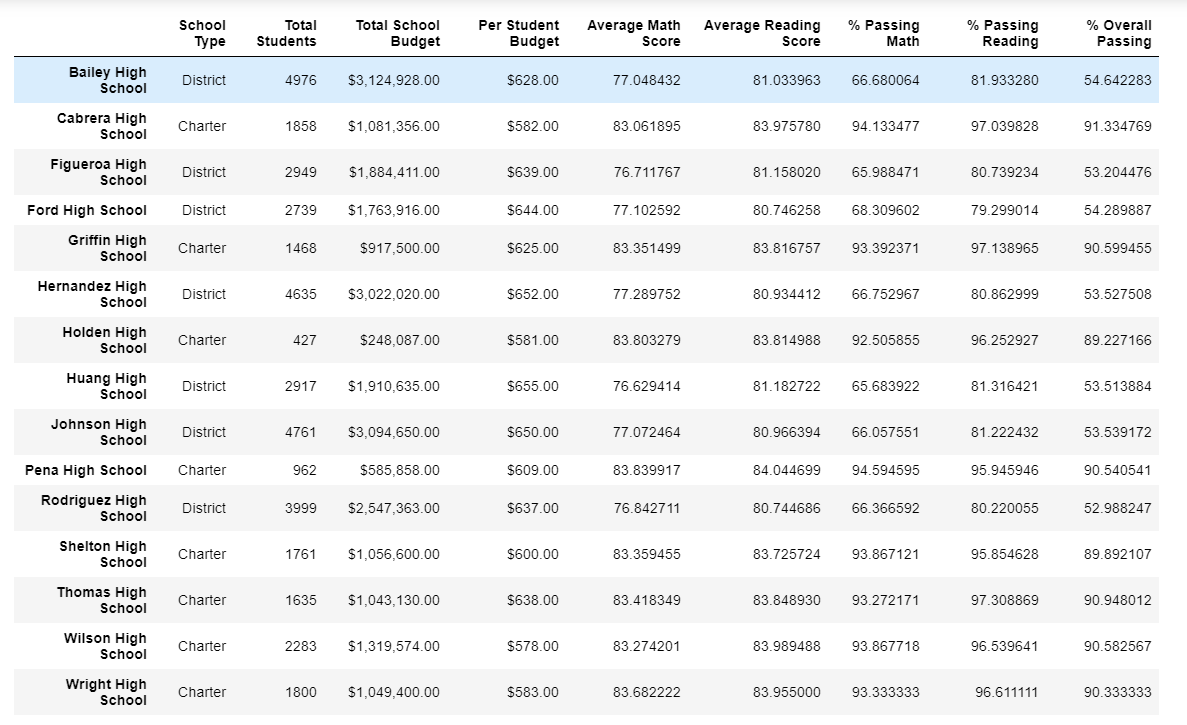 School Type Total Students Total School Budget Per Student Budget Average Math Score Average Reading Score % Passing Math % Passing Reading % Overall Passing
Bailey High School District 4976 $3,124,928.00 $628.00 77.048432 81.033963 66.680064 81.933280 54.642283
Cabrera High School Charter 1858 $1,081,356.00 $582.00 83.061895 83.975780 94.133477 97.039828 91.334769
Figueroa High School District 2949 $1,884,411.00 $639.00 76.711767 81.158020 65.988471 80.739234 53.204476
Ford High School District 2739 $1,763,916.00 $644.00 77.102592 80.746258 68.309602 79.299014 54.289887
Griffin High School Charter 1468 $917,500.00 $625.00 83.351499 83.816757 93.392371 97.138965 90.599455
Hernandez High School District 4635 $3,022,020.00 $652.00 77.289752 80.934412 66.752967 80.862999 53.527508
Holden High School Charter 427 $248,087.00 $581.00 83.803279 83.814988 92.505855 96.252927 89.227166
Huang High School District 2917 $1,910,635.00 $655.00 76.629414 81.182722 65.683922 81.316421 53.513884
Johnson High School District 4761 $3,094,650.00 $650.00 77.072464 80.966394 66.057551 81.222432 53.539172
Pena High School Charter 962 $585,858.00 $609.00 83.839917 84.044699 94.594595 95.945946 90.540541
Rodriguez High School District 3999 $2,547,363.00 $637.00 76.842711 80.744686 66.366592 80.220055 52.988247
Shelton High School Charter 1761 $1,056,600.00 $600.00 83.359455 83.725724 93.867121 95.854628 89.892107
Thomas High School Charter 1635 $1,043,130.00 $638.00 83.418349 83.848930 93.272171 97.308869 90.948012
Wilson High School Charter 2283 $1,319,574.00 $578.00 83.274201 83.989488 93.867718 96.539641 90.582567
Wright High School Charter 1800 $1,049,400.00 $583.00 83.682222 83.955000 93.333333 96.611111 90.333333